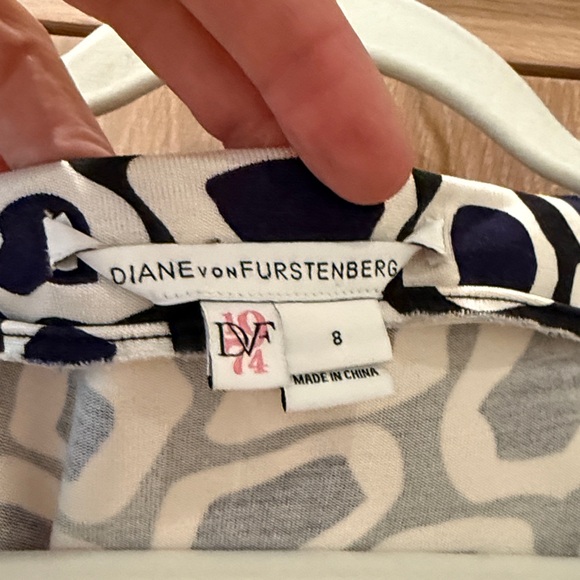 DIANE VON FURSTENBERG
19
DVF
74
8
MADE IN CHINA